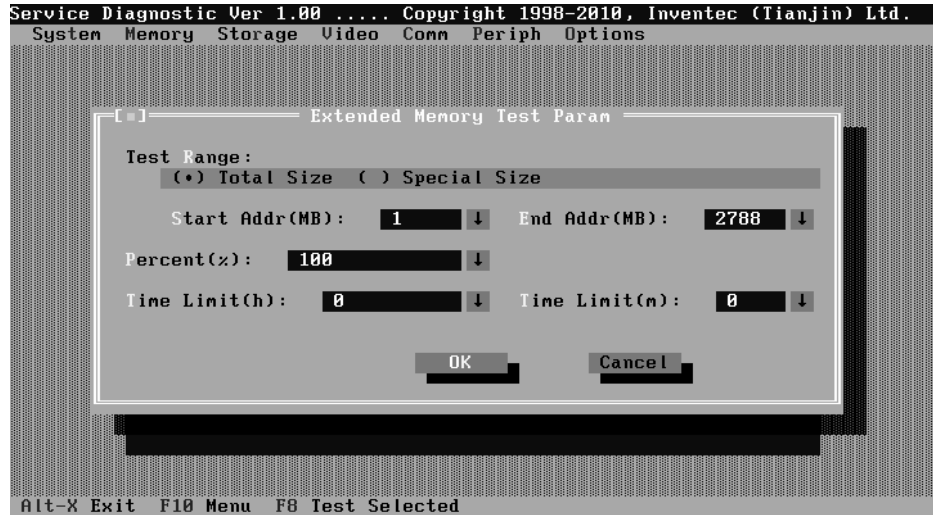 Service Diagnostic Ver 1.00 ..... Copyright 1998-2010, Inventec (Tianjin) Ltd.
System Memory Storage Video Comm Periph Options
[■] Extended Memory Test Param
Test Range:
(•) Total Size ( ) Special Size
Start Addr(MB): 1 ↓ End Addr(MB): 2788 ↓
Percent(%): 100 ↓
Time Limit(h): 0 ↓ Time Limit(m): 0 ↓
OK Cancel
Alt-X Exit F10 Menu F8 Test Selected